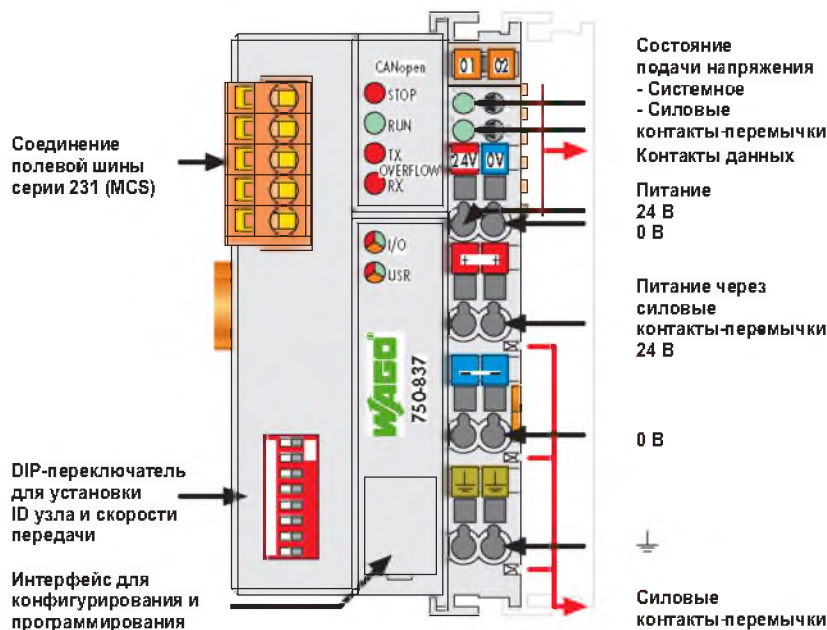 Соединение
полевой шины
серии 231 (MCS)
DIP-переключатель
для установки
ID узла и скорости
передачи
Интерфейс для
конфигурирования и
программирования
CANopen
STOP
RUN
TX
OVERFLOW
RX
I/O
USR
WAGO
750-837
01 02
24V 0V
+ +
- -
Состояние
подачи напряжения
- Системное
- Силовые
контакты-перемычки
Контакты данных
Питание
24 В
0 В
Питание через
силовые
контакты-перемычки
24 В
0 В
Силовые
контакты-перемычки